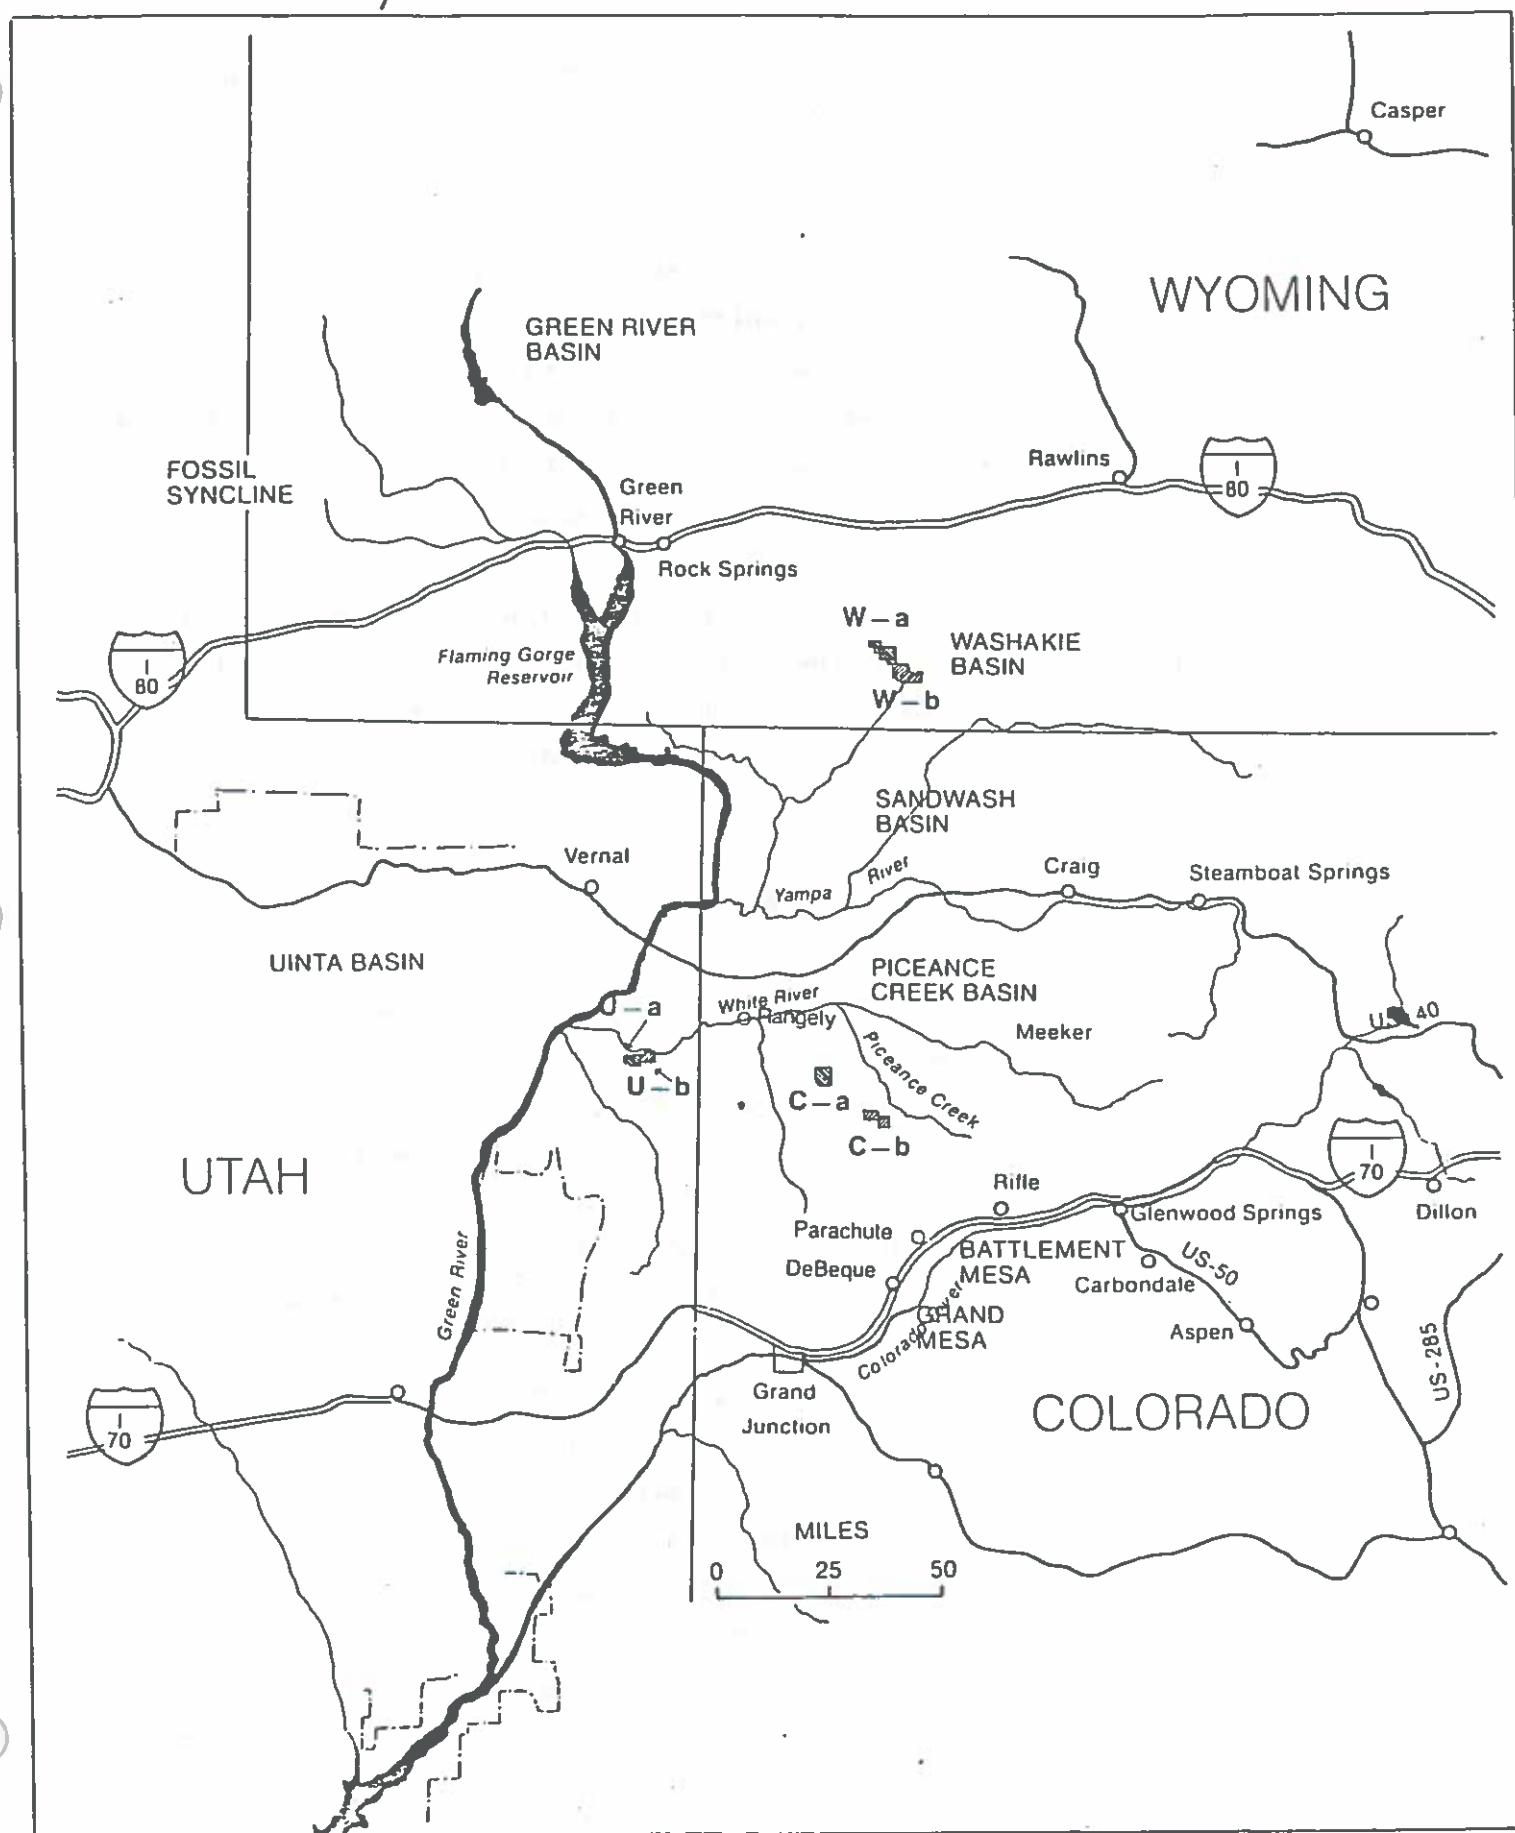 Casper
WYOMING
GREEN RIVER
BASIN
FOSSIL
SYNCLINE
Green
River
Rock Springs
Rawlins
I
80
I
80
Flaming Gorge
Reservoir
W-a
WASHAKIE
BASIN
W-b
SANDWASH
BASIN
Vernal
Yampa River
Craig
Steamboat Springs
UINTA BASIN
PICEANCE
CREEK BASIN
White River
Rangely
Meeker
Piceance Creek
U-a
U-b
C-a
C-b
U.S. 40
UTAH
Green River
I
70
Rifle
Glenwood Springs
Dillon
Parachute
DeBeque
BATTLEMENT
MESA
Carbondale
US-50
GRAND
MESA
Colorado River
Aspen
US-285
I
70
Grand
Junction
COLORADO
MILES
0 25 50